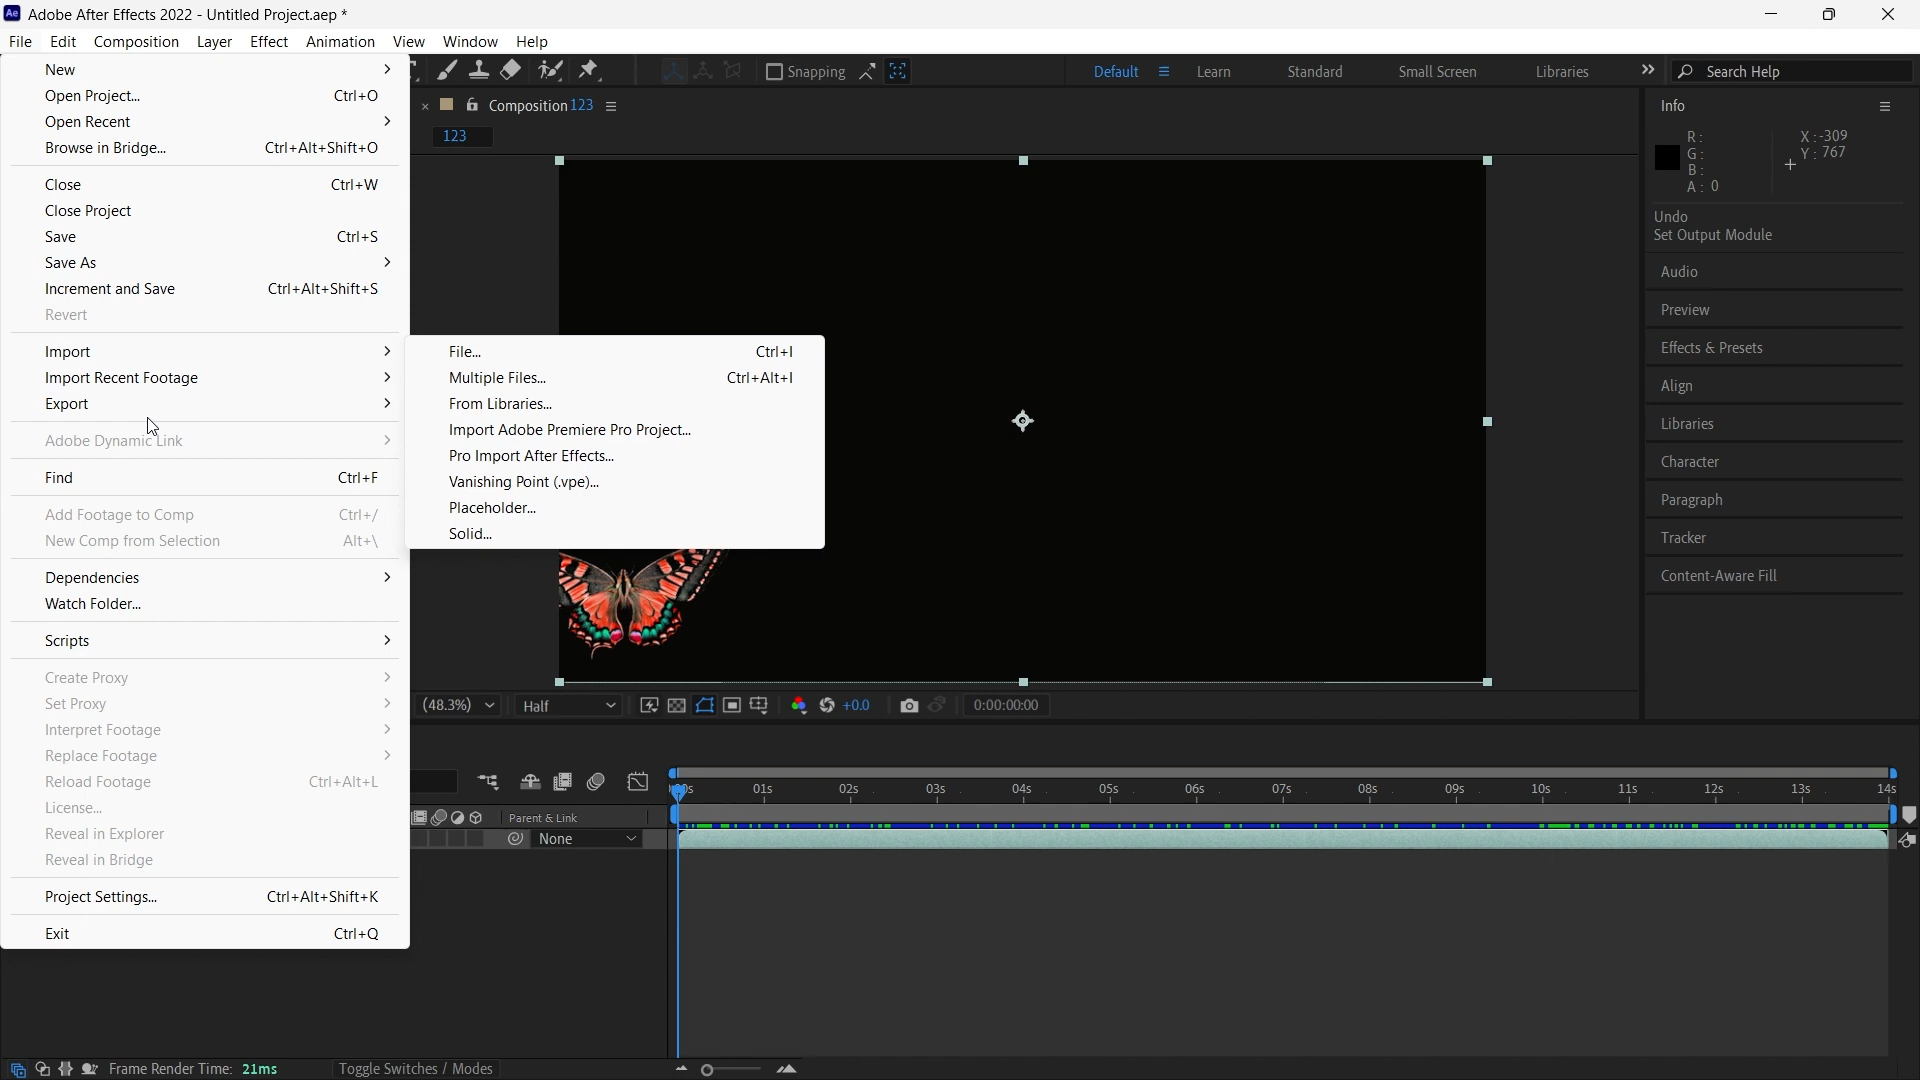 Ae Adobe After Effects 2022 - Untitled Project.aep *
File Edit Composition Layer Effect Animation View Window Help
Snapping
Default Learn Standard Small Screen Libraries
Search Help
New
Open Project... Ctrl+O
Open Recent
Browse in Bridge... Ctrl+Alt+Shift+O
Close Ctrl+W
Close Project
Save Ctrl+S
Save As
Increment and Save Ctrl+Alt+Shift+S
Revert
Import
Import Recent Footage
Export
Adobe Dynamic Link
Find Ctrl+F
Add Footage to Comp Ctrl+/
New Comp from Selection Alt+\
Dependencies
Watch Folder...
Scripts
Create Proxy
Set Proxy
Interpret Footage
Replace Footage
Reload Footage Ctrl+Alt+L
License...
Reveal in Explorer
Reveal in Bridge
Project Settings... Ctrl+Alt+Shift+K
Exit Ctrl+Q
File... Ctrl+I
Multiple Files... Ctrl+Alt+I
From Libraries...
Import Adobe Premiere Pro Project...
Pro Import After Effects...
Vanishing Point (.vpe)...
Placeholder...
Solid...
Composition 123
123
Info
R:
G:
B:
A: 0
X: -309
Y: 767
Undo
Set Output Module
Audio
Preview
Effects & Presets
Align
Libraries
Character
Paragraph
Tracker
Content-Aware Fill
(48.3%) Half +0.0 0:00:00:00
01s 02s 03s 04s 05s 06s 07s 08s 09s 10s 11s 12s 13s 14s
Parent & Link
None
Frame Render Time: 21ms Toggle Switches / Modes